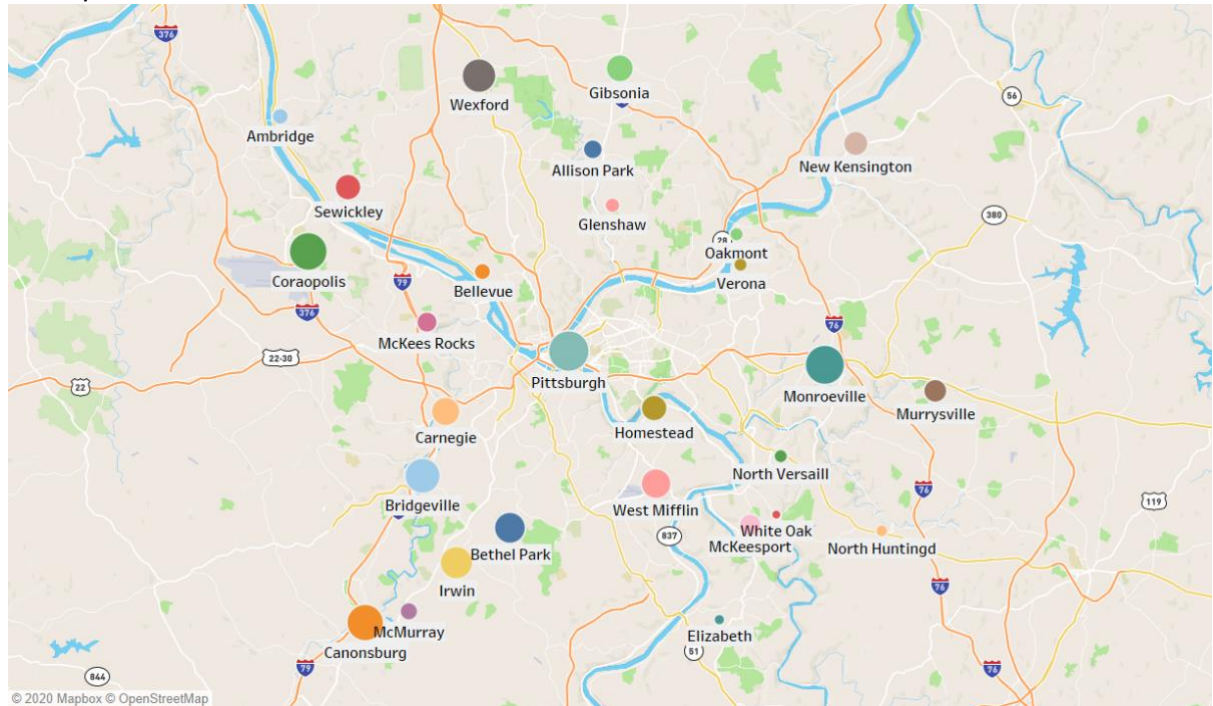 376
Wexford
Gibsonia
56
Ambridge
Allison Park
New Kensington
Sewickley
Glenshaw
380
28
Oakmont
Coraopolis
Bellevue
Verona
79
376
McKees Rocks
76
22-30
22
Pittsburgh
Monroeville
Murrysville
Carnegie
Homestead
North Versaill
Bridgeville
West Mifflin
76
119
White Oak
837
McKeesport
North Huntingd
Bethel Park
Irwin
76
McMurray
Elizabeth
Canonsburg
51
79
76
844
© 2020 Mapbox © OpenStreetMap